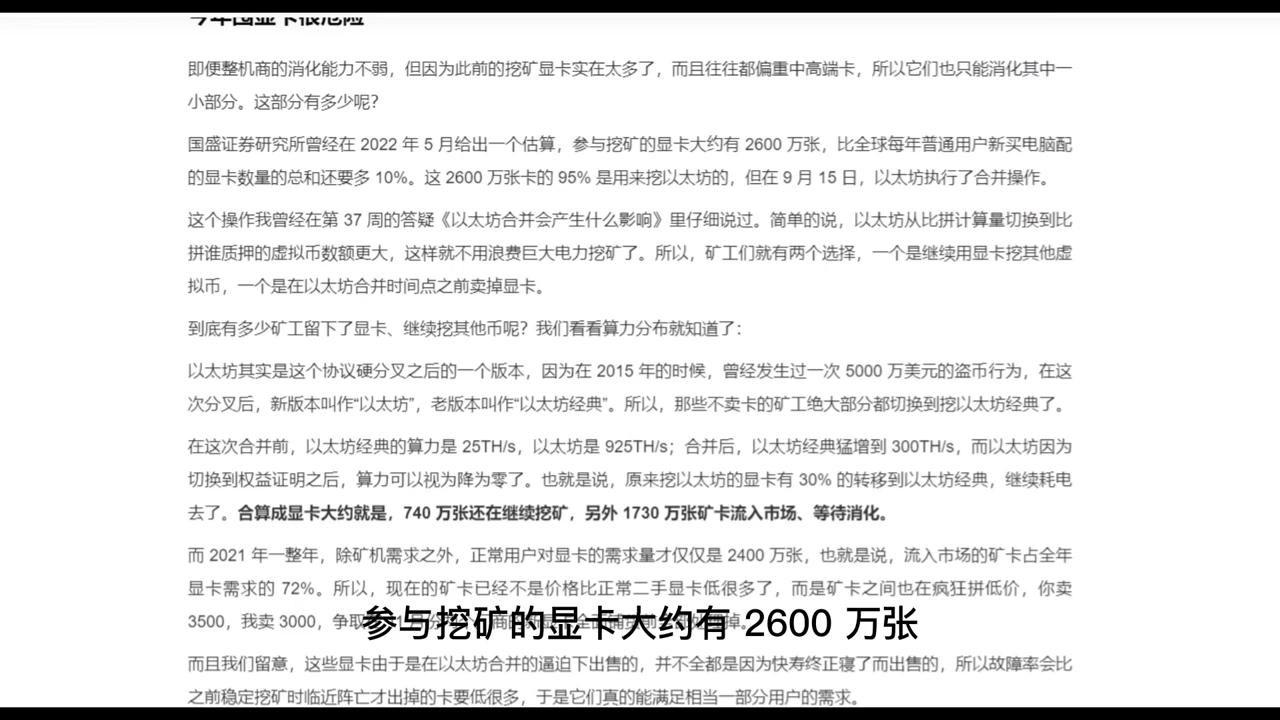 今年囤显卡很危险
即便整机商的消化能力不弱，但因为此前的挖矿显卡实在太多了，而且往往都偏重中高端卡，所以它们也只能消化其中一
小部分。这部分有多少呢？
国盛证券研究所曾经在 2022 年 5 月给出一个估算，参与挖矿的显卡大约有 2600 万张，比全球每年普通用户新买电脑配
的显卡数量的总和还要多 10%。这 2600 万张卡的 95% 是用来挖以太坊的，但在 9 月 15 日，以太坊执行了合并操作。
这个操作我曾经在第 37 周的答疑《以太坊合并会产生什么影响》里仔细说过。简单的说，以太坊从比拼计算量切换到比
拼谁质押的虚拟币数额更大，这样就不用浪费巨大电力挖矿了。所以，矿工们就有两个选择，一个是继续用显卡挖其他虚
拟币，一个是在以太坊合并时间点之前卖掉显卡。
到底有多少矿工留下了显卡、继续挖其他币呢？我们看看算力分布就知道了：
以太坊其实是这个协议硬分叉之后的一个版本，因为在 2015 年的时候，曾经发生过一次 5000 万美元的盗币行为，在这
次分叉后，新版本叫作“以太坊”，老版本叫作“以太坊经典”。所以，那些不卖卡的矿工绝大部分都切换到挖以太坊经典了。
在这次合并前，以太坊经典的算力是 25TH/s，以太坊是 925TH/s；合并后，以太坊经典猛增到 300TH/s，而以太坊因为
切换到权益证明之后，算力可以视为降为零了。也就是说，原来挖以太坊的显卡有 30% 的转移到以太坊经典，继续耗电
去了。合算成显卡大约就是，740 万张还在继续挖矿，另外 1730 万张矿卡流入市场、等待消化。
而 2021 年一整年，除矿机需求之外，正常用户对显卡的需求量才仅仅是 2400 万张，也就是说，流入市场的矿卡占全年
显卡需求的 72%。所以，现在的矿卡已经不是价格比正常二手显卡低很多了，而是矿卡之间也在疯狂拼低价，你卖
3500，我卖 3000，争取
参与挖矿的显卡大约有 2600 万张
而且我们留意，这些显卡由于是在以太坊合并的逼迫下出售的，并不全都是因为快寿终正寝了而出售的，所以故障率会比
之前稳定挖矿时临近阵亡才出掉的卡要低很多，于是它们真的能满足相当一部分用户的需求。